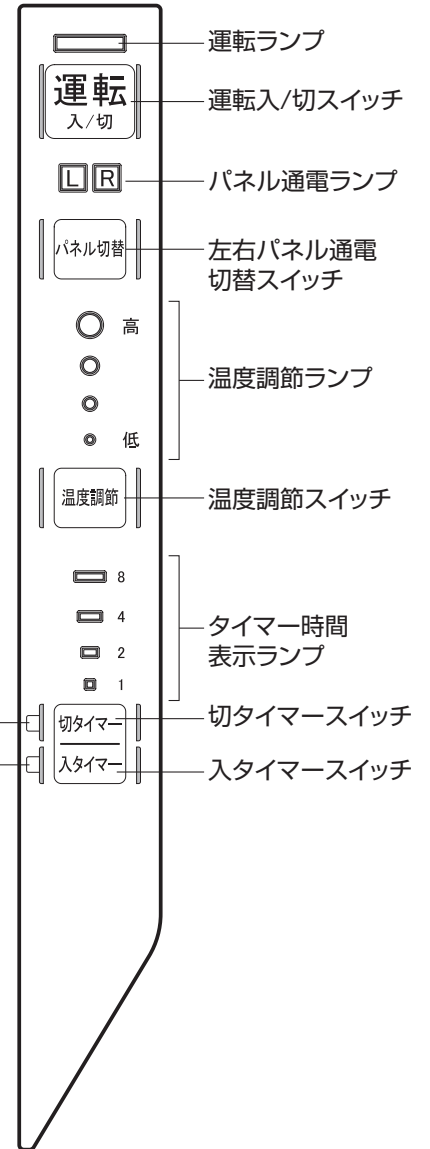 運転ランプ
運転
入/切
運転入/切スイッチ
L R
パネル通電ランプ
パネル切替
左右パネル通電
切替スイッチ
高
温度調節ランプ
低
温度調節
温度調節スイッチ
8
4
タイマー時間
表示ランプ
2
1
切タイマー
切タイマースイッチ
入タイマー
入タイマースイッチ